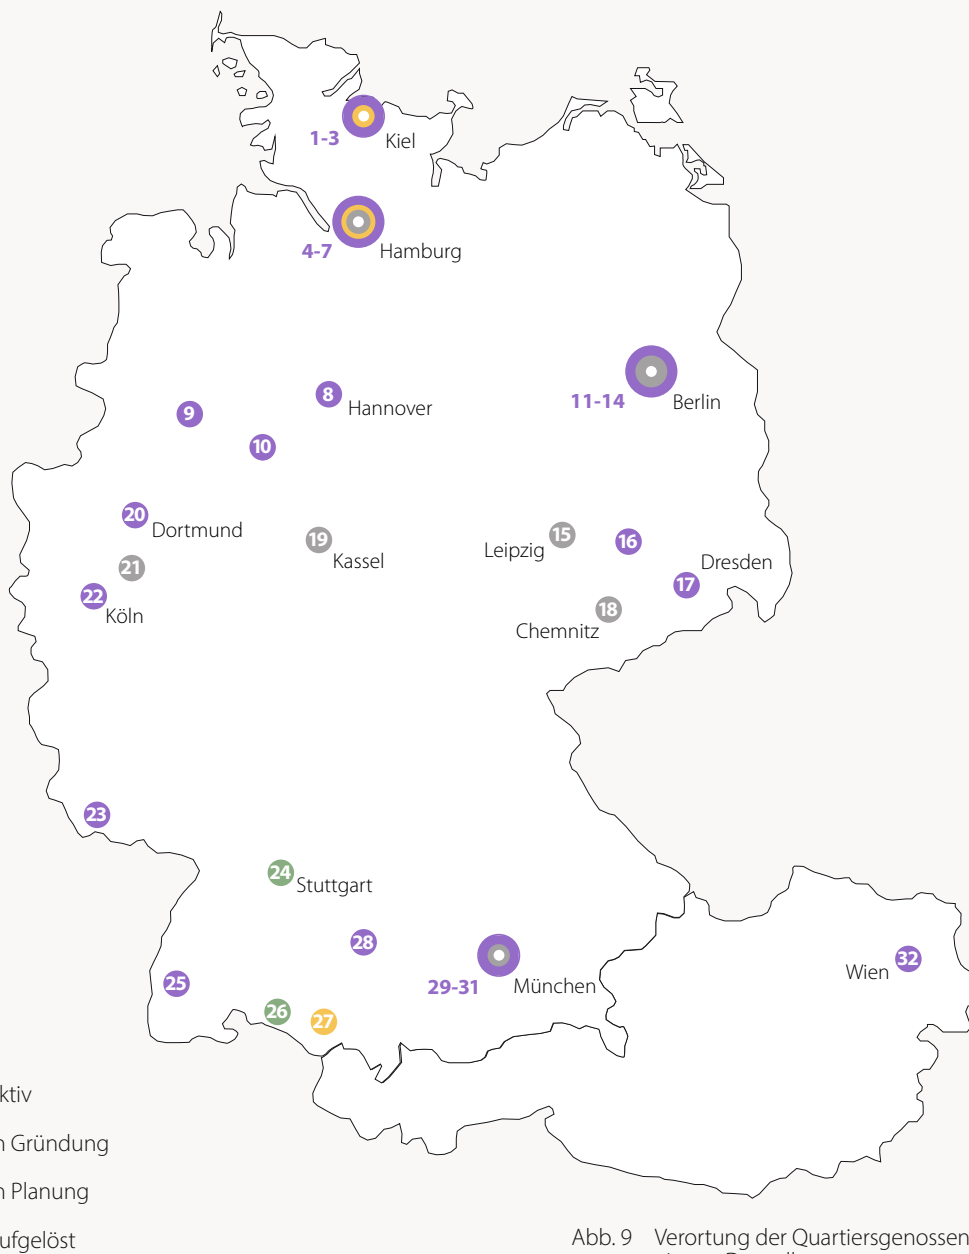 1-3
Kiel
4-7
Hamburg
8
Hannover
9
10
11-14
Berlin
20
Dortmund
19
Kassel
15
Leipzig
16
21
22
Köln
17
Dresden
18
Chemnitz
23
24
Stuttgart
28
29-31
München
25
26
27
32
Wien
ktiv
n Gründung
n Planung
ufgelöst
Abb. 9 Verortung der Quartiersgenossen